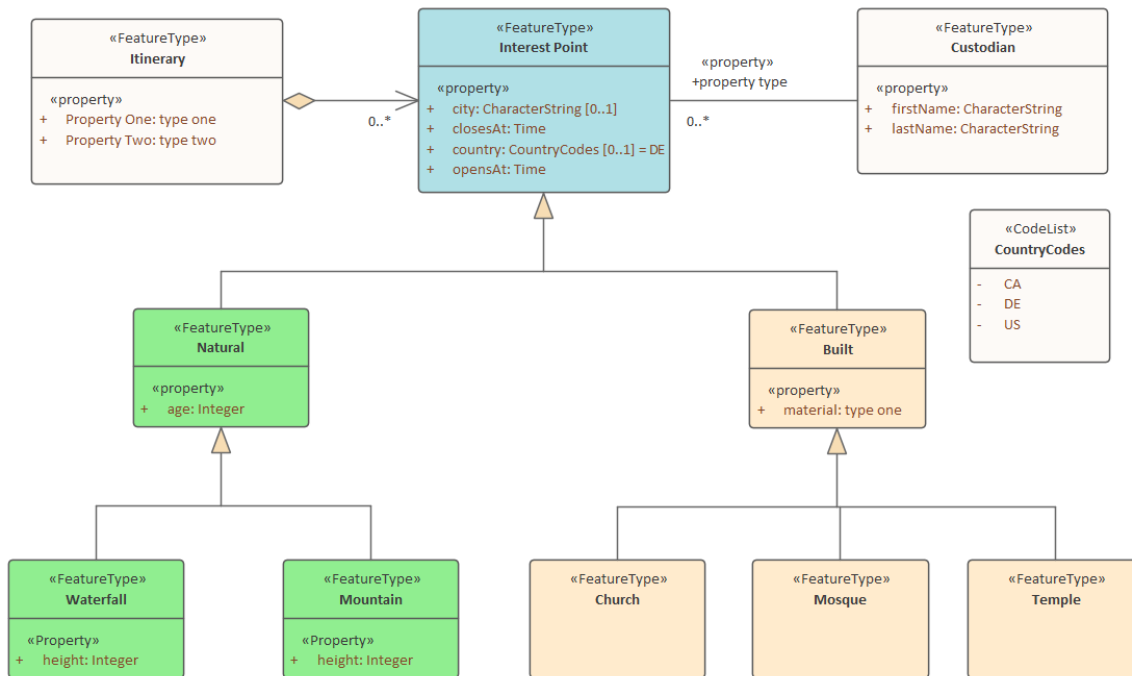 «FeatureType»
Itinerary
«property»
+ Property One: type one
+ Property Two: type two
0..*
«FeatureType»
Interest Point
«property»
+ city: CharacterString [0..1]
+ closesAt: Time
+ country: CountryCodes [0..1] = DE
+ opensAt: Time
«property»
+property type
0..*
«FeatureType»
Custodian
«property»
+ firstName: CharacterString
+ lastName: CharacterString
«CodeList»
CountryCodes
- CA
- DE
- US
«FeatureType»
Natural
«property»
+ age: Integer
«FeatureType»
Built
«property»
+ material: type one
«FeatureType»
Waterfall
«Property»
+ height: Integer
«FeatureType»
Mountain
«Property»
+ height: Integer
«FeatureType»
Church
«FeatureType»
Mosque
«FeatureType»
Temple